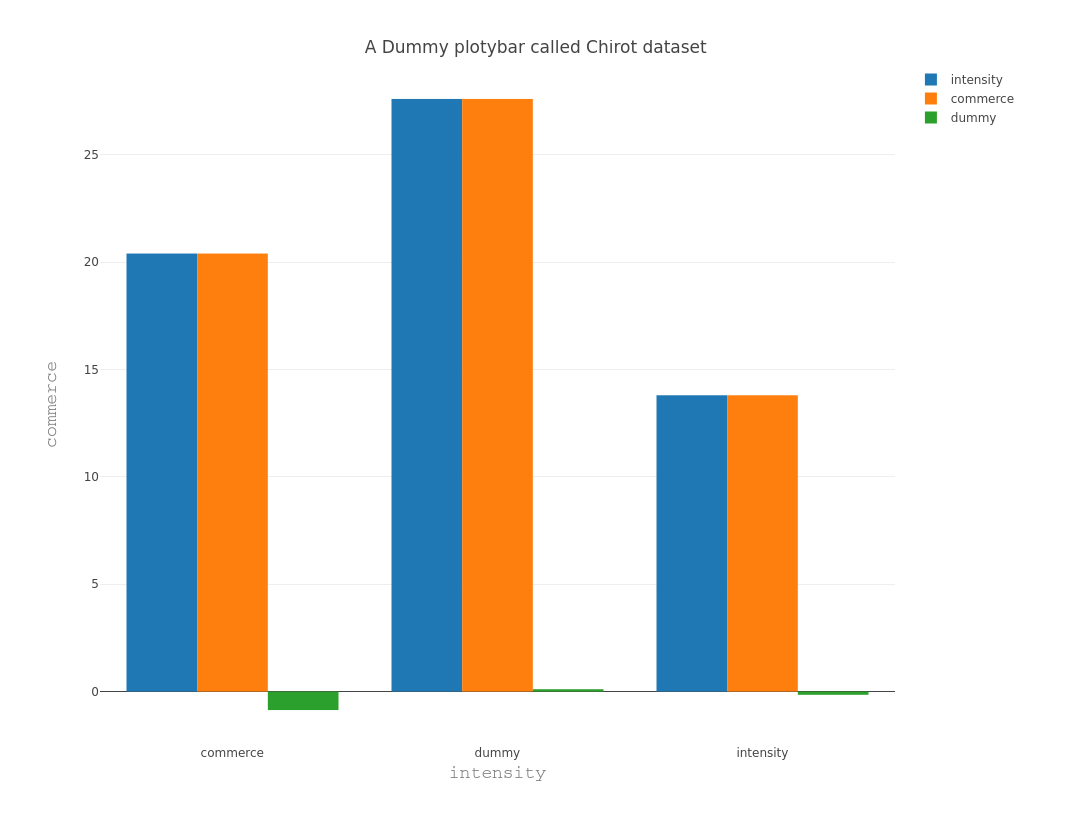 A Dummy plotybar called Chirot dataset
intensity
commerce
dummy
25
20
15
10
5
0
commerce
commerce
dummy
intensity
intensity